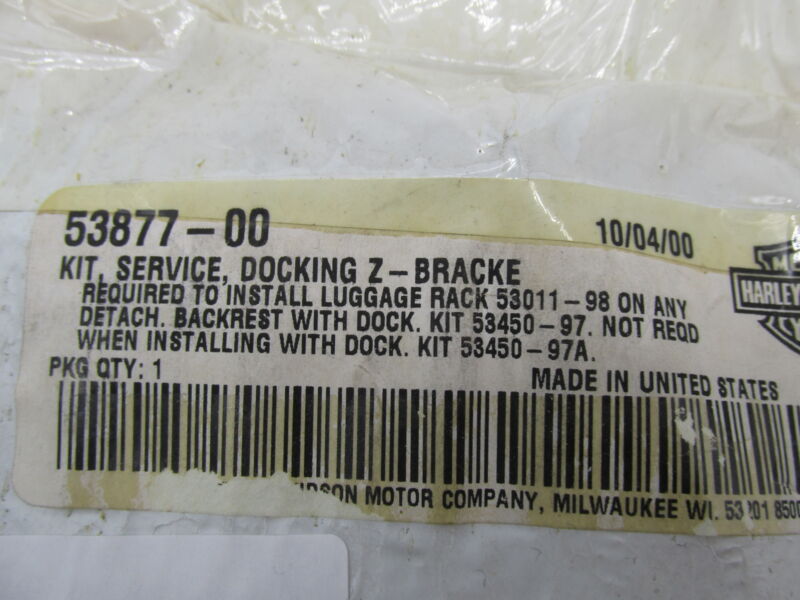 53877-00
10/04/00
KIT, SERVICE, DOCKING Z-BRACKE
REQUIRED TO INSTALL LUGGAGE RACK 53011-98 ON ANY
DETACH. BACKREST WITH DOCK. KIT 53450-97. NOT REQD
WHEN INSTALLING WITH DOCK. KIT 53450-97A.
HARLEY
PKG QTY: 1
MADE IN UNITED STATES
MOTOR COMPANY, MILWAUKEE WI.